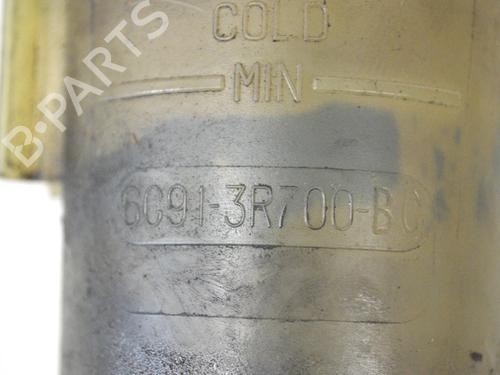 COLD
MIN
6C91-3R700-BC
B-PARTS